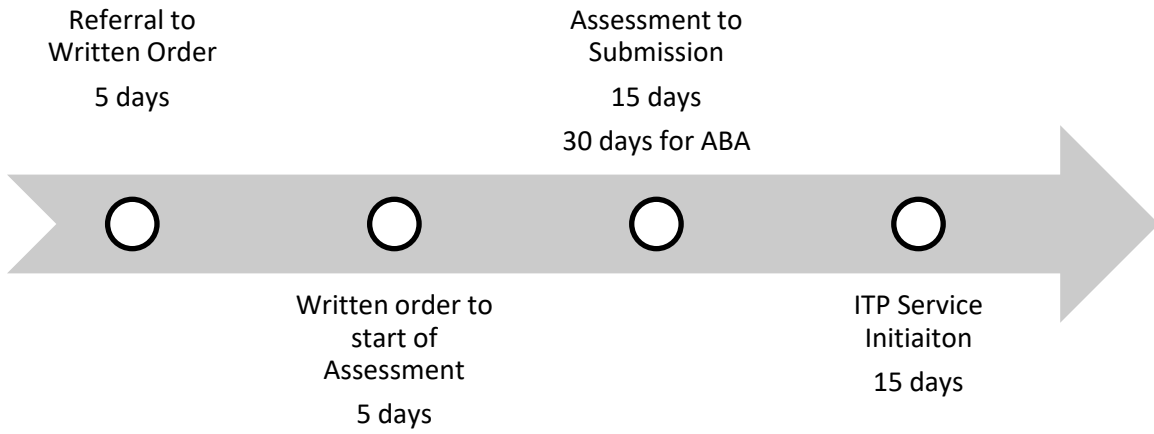 Referral to
Written Order
5 days
Written order to
start of
Assessment
5 days
Assessment to
Submission
15 days
30 days for ABA
ITP Service
Initiaiton
15 days